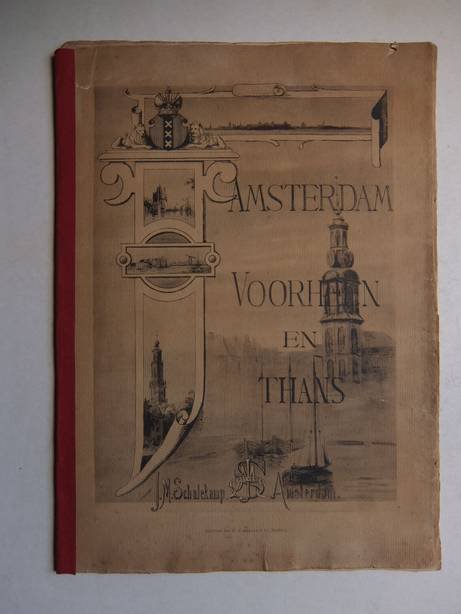 AMSTERDAM
VOORHEEN
EN
THANS
J.M. Schalekamp Amsterdam.